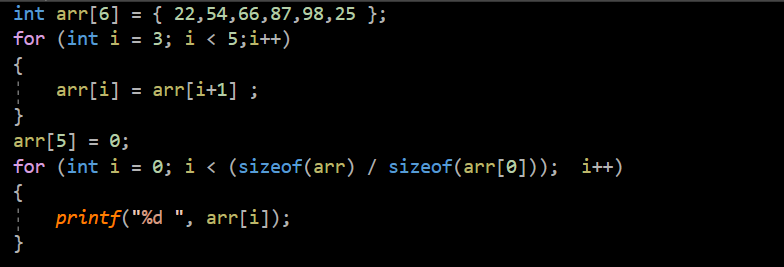 int arr[6] = { 22,54,66,87,98,25 };
for (int i = 3; i < 5;i++)
{
    arr[i] = arr[i+1] ;
}
arr[5] = 0;
for (int i = 0; i < (sizeof(arr) / sizeof(arr[0]));  i++)
{
    printf("%d ", arr[i]);
}